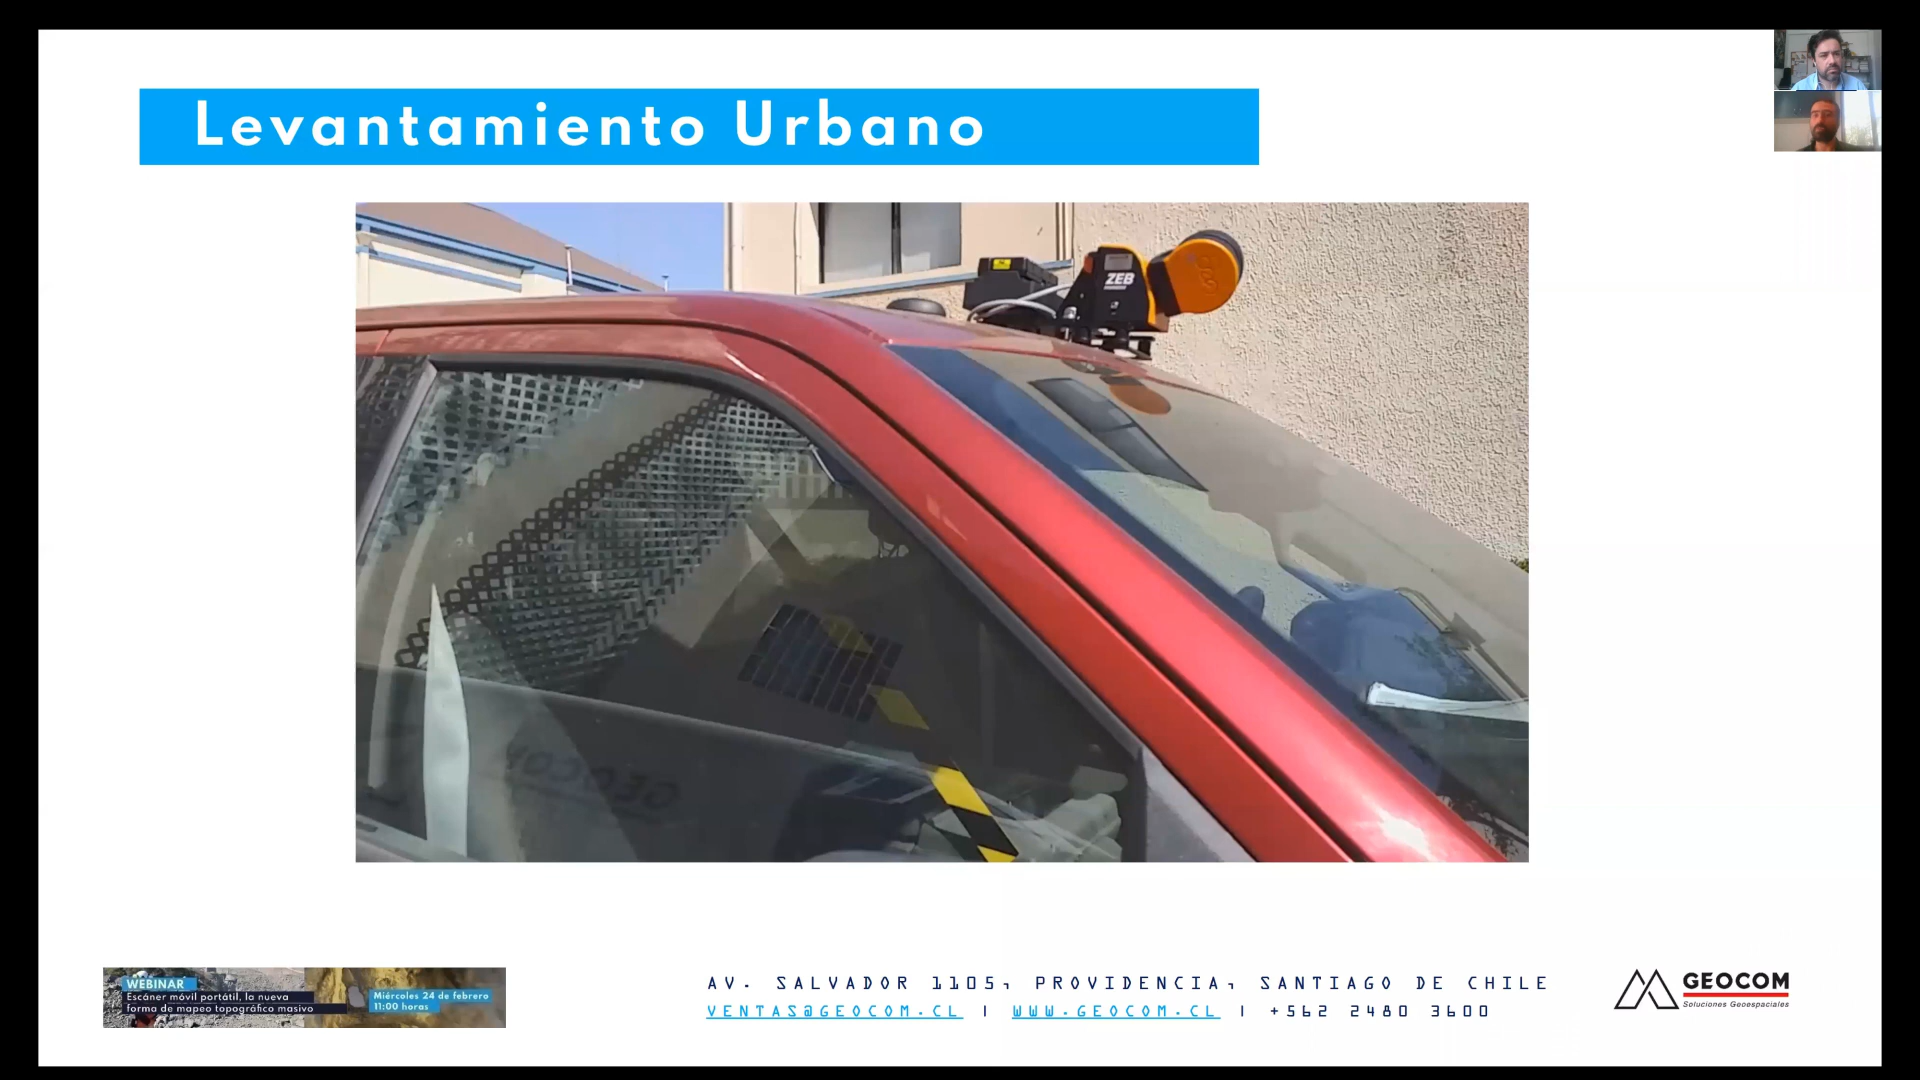 Levantamiento Urbano
ZEB
GEOCOM
WEBINAR
Escáner móvil portátil, la nueva
forma de mapeo topográfico masivo
Miércoles 24 de febrero
11:00 horas
AV. SALVADOR 1105, PROVIDENCIA, SANTIAGO DE CHILE
VENTAS@GEOCOM.CL | WWW.GEOCOM.CL | +562 2480 3600
GEOCOM
Soluciones Geoespaciales